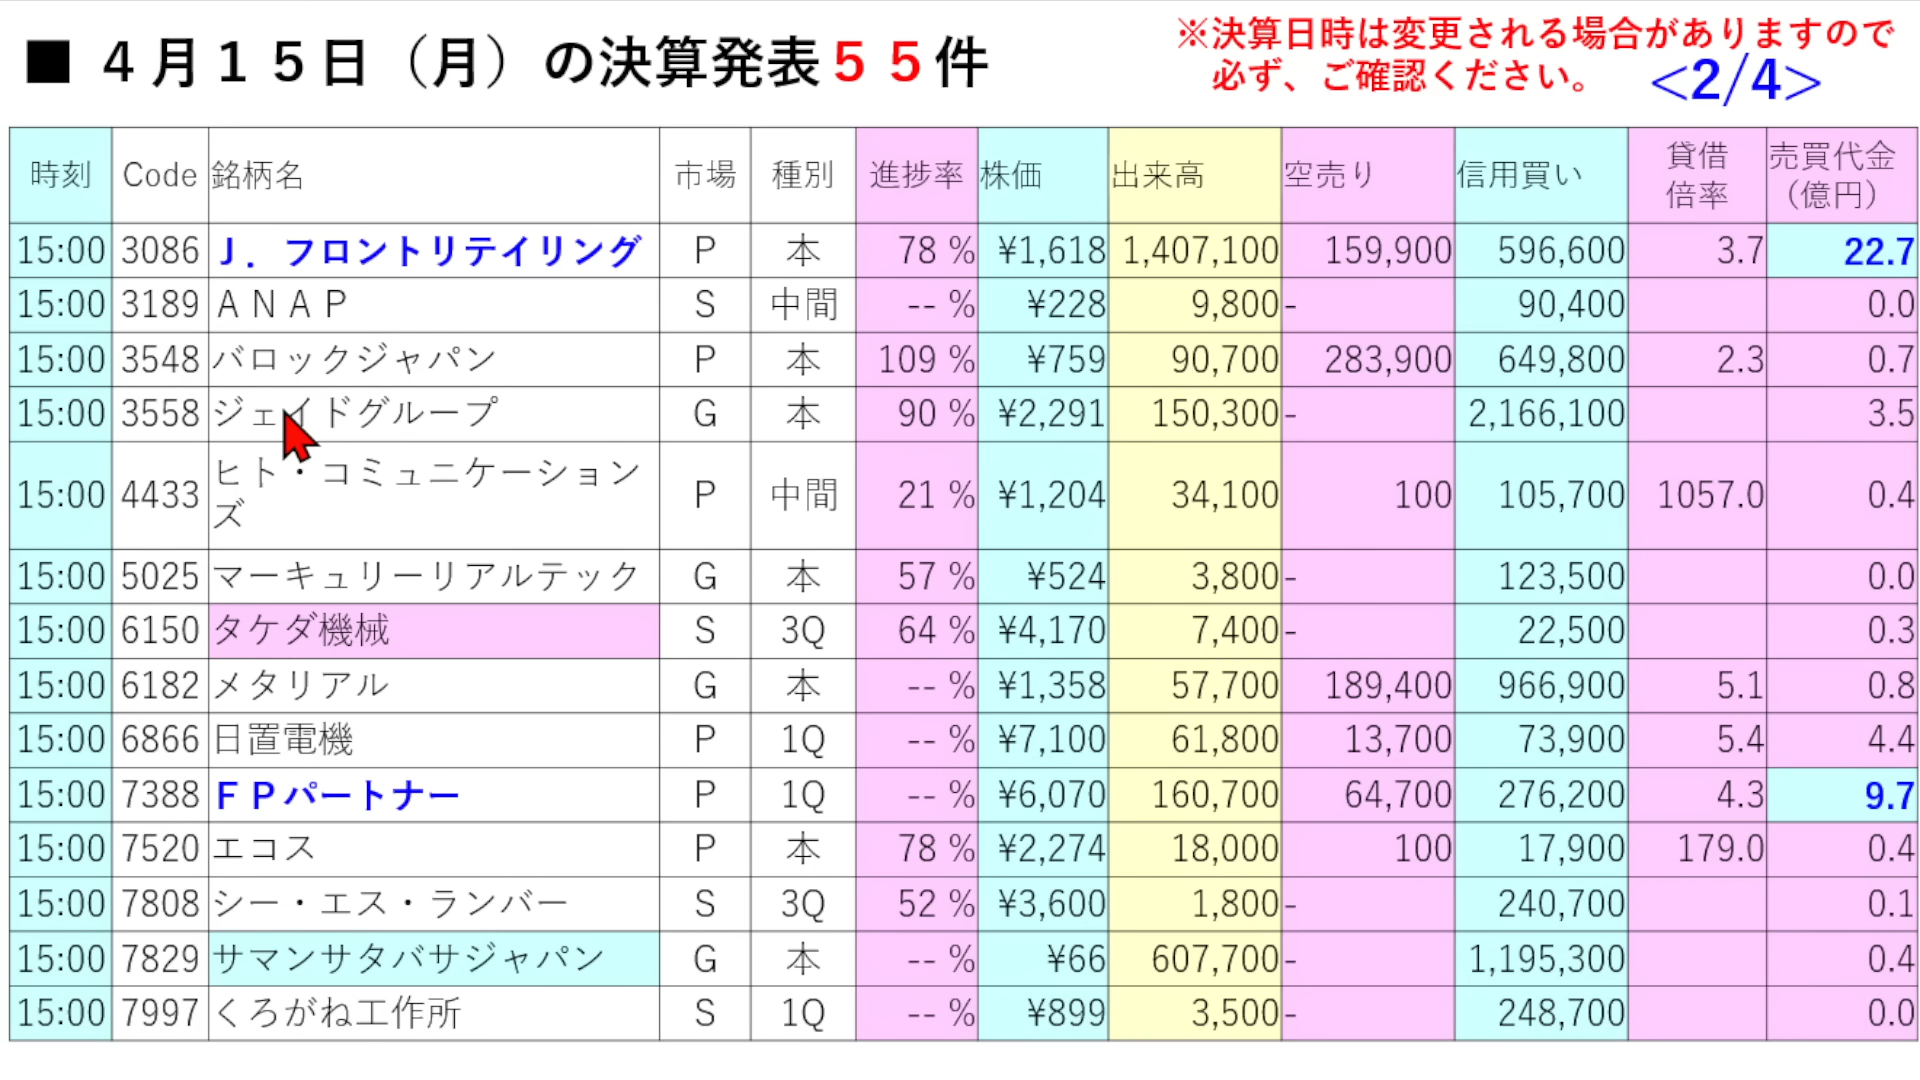 ■ ４月１５日（月）の決算発表５５件
※決算日時は変更される場合がありますので
必ず、ご確認ください。 <2/4>
時刻 Code 銘柄名 市場 種別 進捗率 株価 出来高 空売り 信用買い 貸借倍率 売買代金（億円）
15:00 3086 Ｊ．フロントリテイリング P 本 78 % ¥1,618 1,407,100 159,900 596,600 3.7 22.7
15:00 3189 ＡＮＡＰ S 中間 -- % ¥228 9,800 - 90,400 0.0
15:00 3548 バロックジャパン P 本 109 % ¥759 90,700 283,900 649,800 2.3 0.7
15:00 3558 ジェイドグループ G 本 90 % ¥2,291 150,300 - 2,166,100 3.5
15:00 4433 ヒト・コミュニケーションズ P 中間 21 % ¥1,204 34,100 100 105,700 1057.0 0.4
15:00 5025 マーキュリーリアルテック G 本 57 % ¥524 3,800 - 123,500 0.0
15:00 6150 タケダ機械 S 3Q 64 % ¥4,170 7,400 - 22,500 0.3
15:00 6182 メタリアル G 本 -- % ¥1,358 57,700 189,400 966,900 5.1 0.8
15:00 6866 日置電機 P 1Q -- % ¥7,100 61,800 13,700 73,900 5.4 4.4
15:00 7388 ＦＰパートナー P 1Q -- % ¥6,070 160,700 64,700 276,200 4.3 9.7
15:00 7520 エコス P 本 78 % ¥2,274 18,000 100 17,900 179.0 0.4
15:00 7808 シー・エス・ランバー S 3Q 52 % ¥3,600 1,800 - 240,700 0.1
15:00 7829 サマンサタバサジャパン G 本 -- % ¥66 607,700 - 1,195,300 0.4
15:00 7997 くろがね工作所 S 1Q -- % ¥899 3,500 - 248,700 0.0